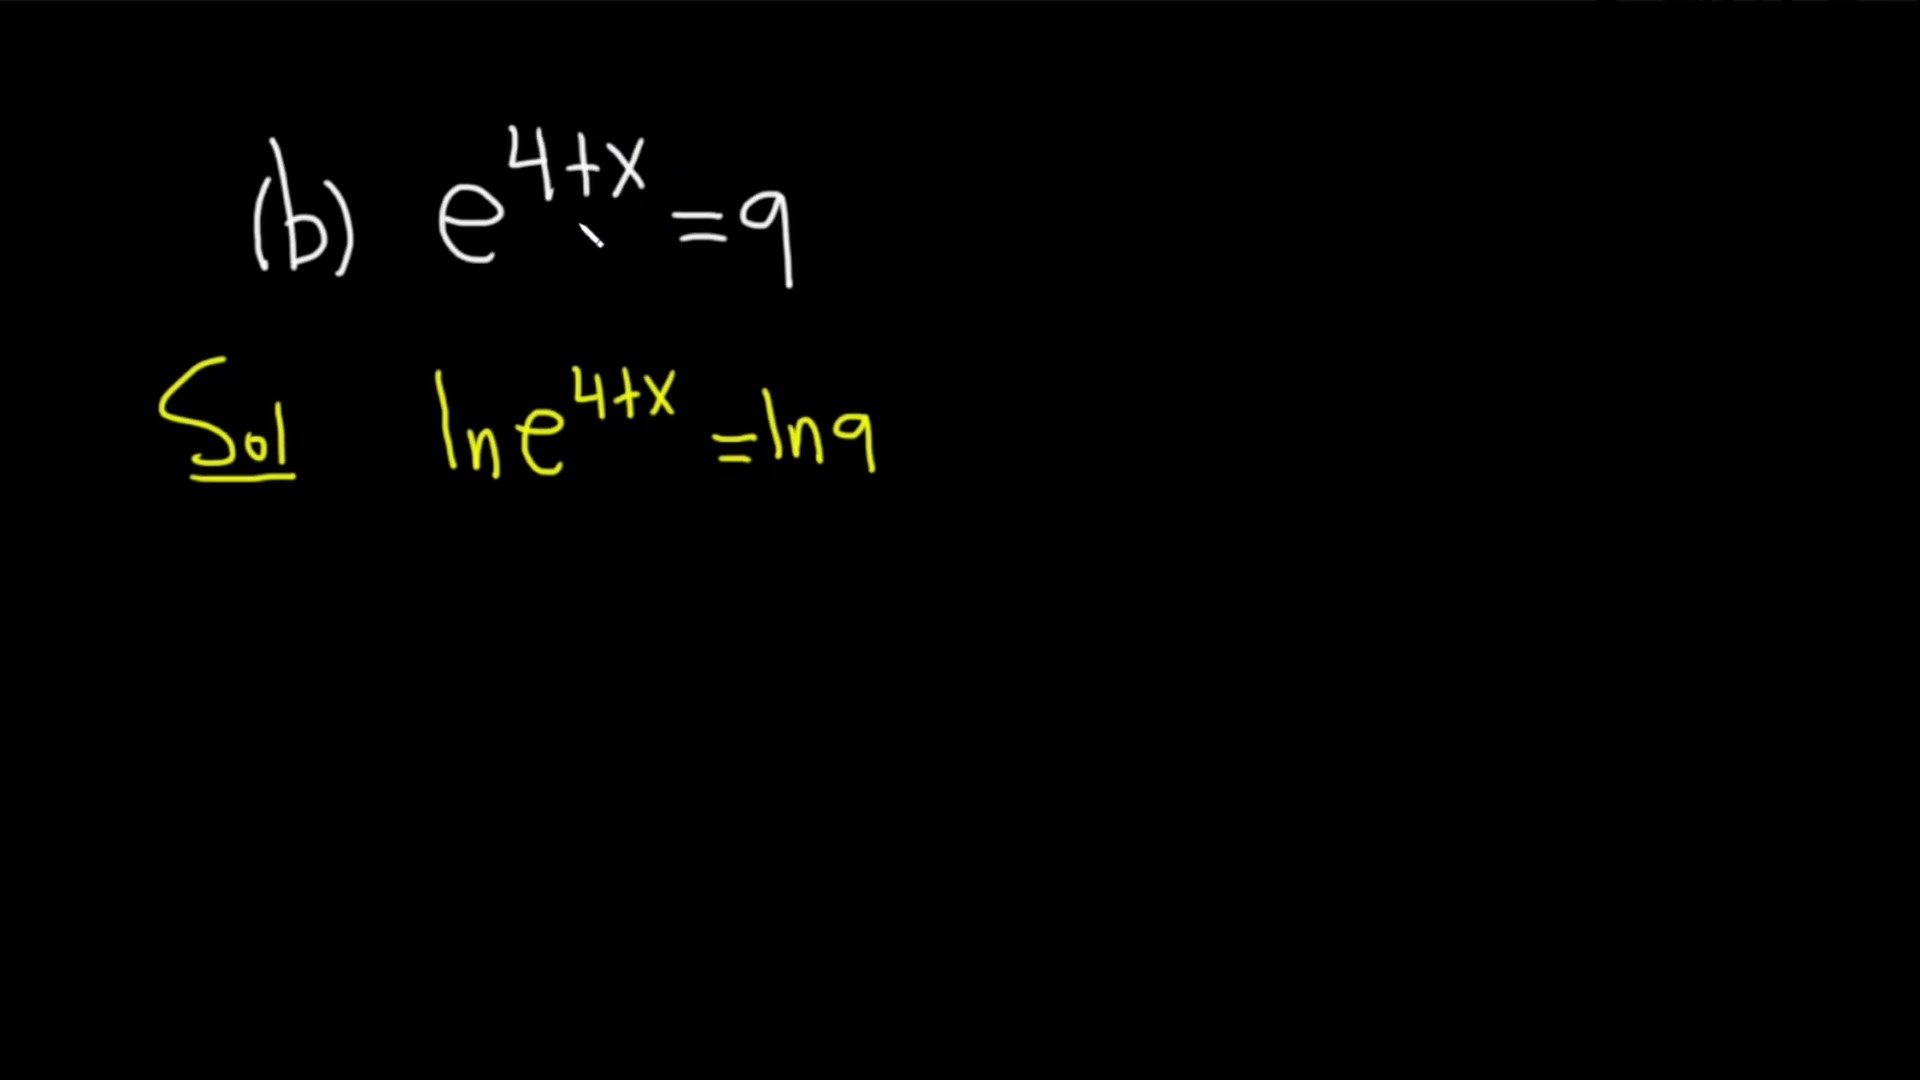 (b) e^{4+x} = 9
Sol ln e^{4+x} = ln 9